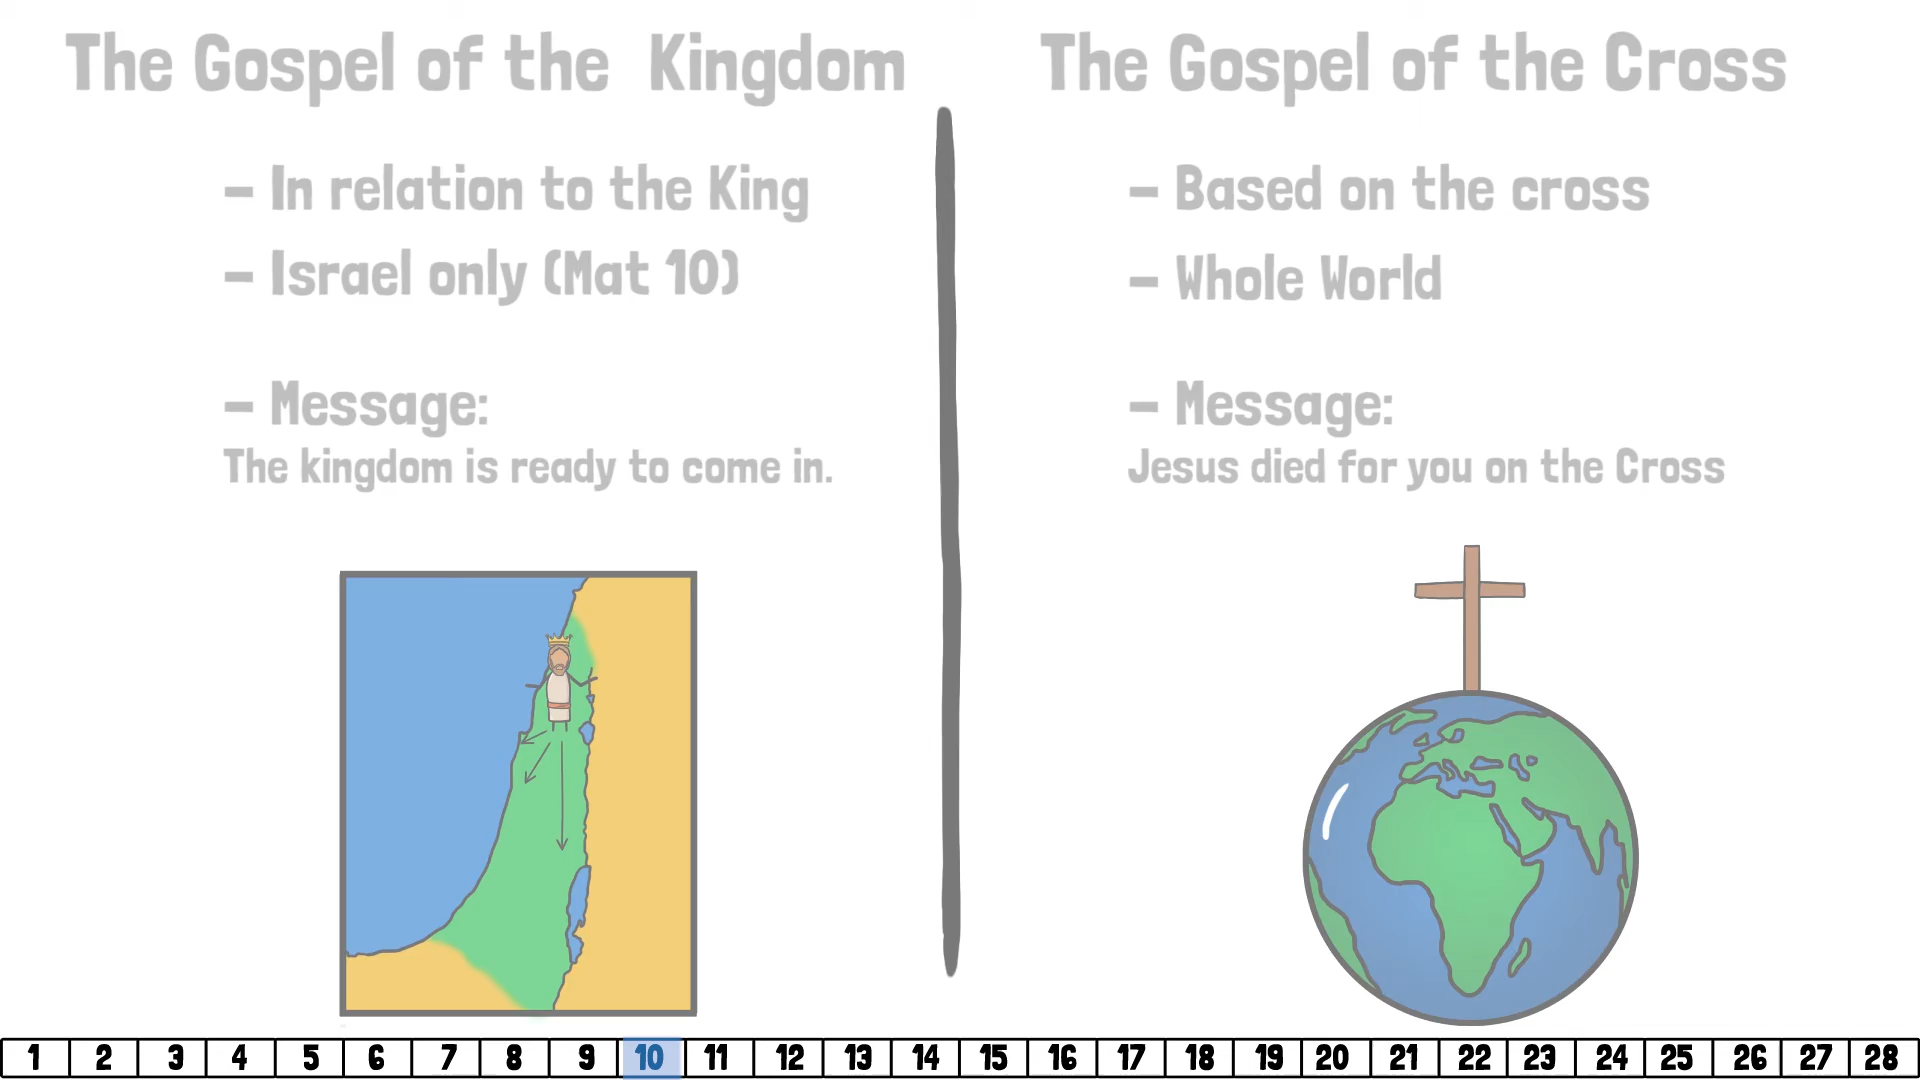 The Gospel of the Kingdom
– In relation to the King
– Israel only (Mat 10)
– Message:
The kingdom is ready to come in.
The Gospel of the Cross
– Based on the cross
– Whole World
– Message:
Jesus died for you on the Cross
1 2 3 4 5 6 7 8 9 10 11 12 13 14 15 16 17 18 19 20 21 22 23 24 25 26 27 28